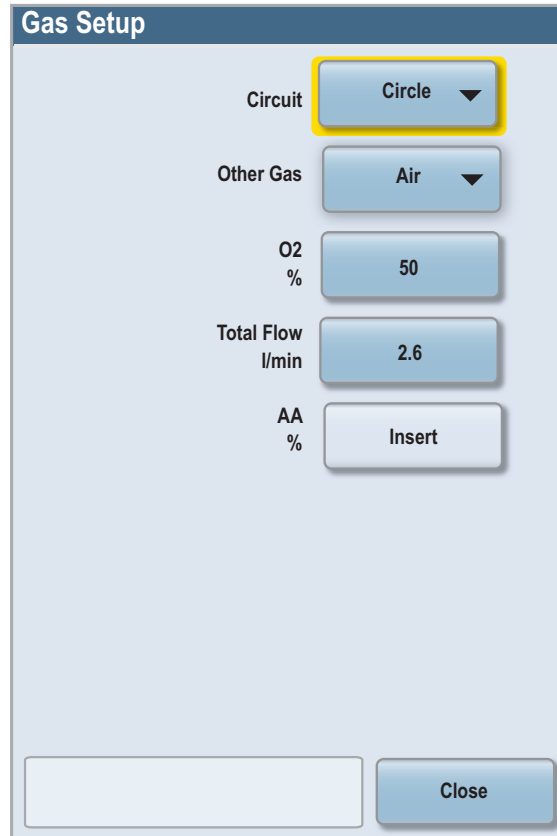 Gas Setup
Circuit
Circle
Other Gas
Air
O2
%
50
Total Flow
l/min
2.6
AA
%
Insert
Close